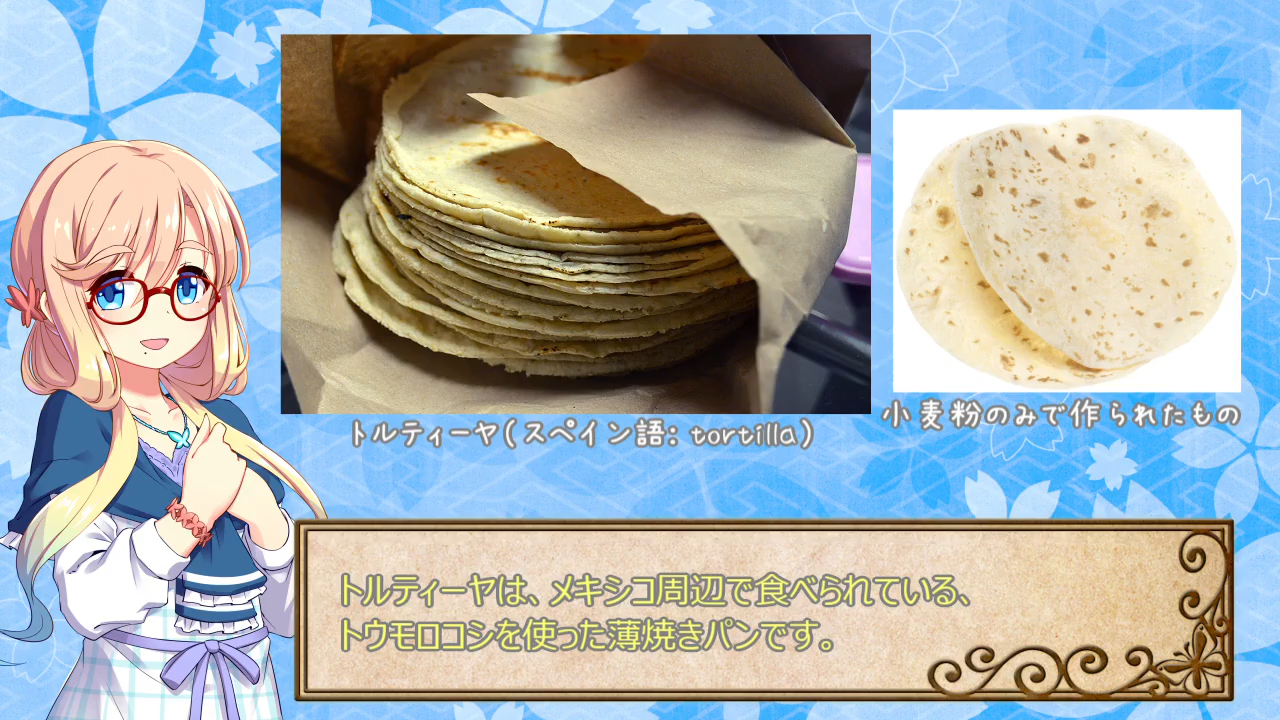 トルティーヤ(スペイン語: tortilla)
小麦粉のみで作られたもの
トルティーヤは、メキシコ周辺で食べられている、
トウモロコシを使った薄焼きパンです。